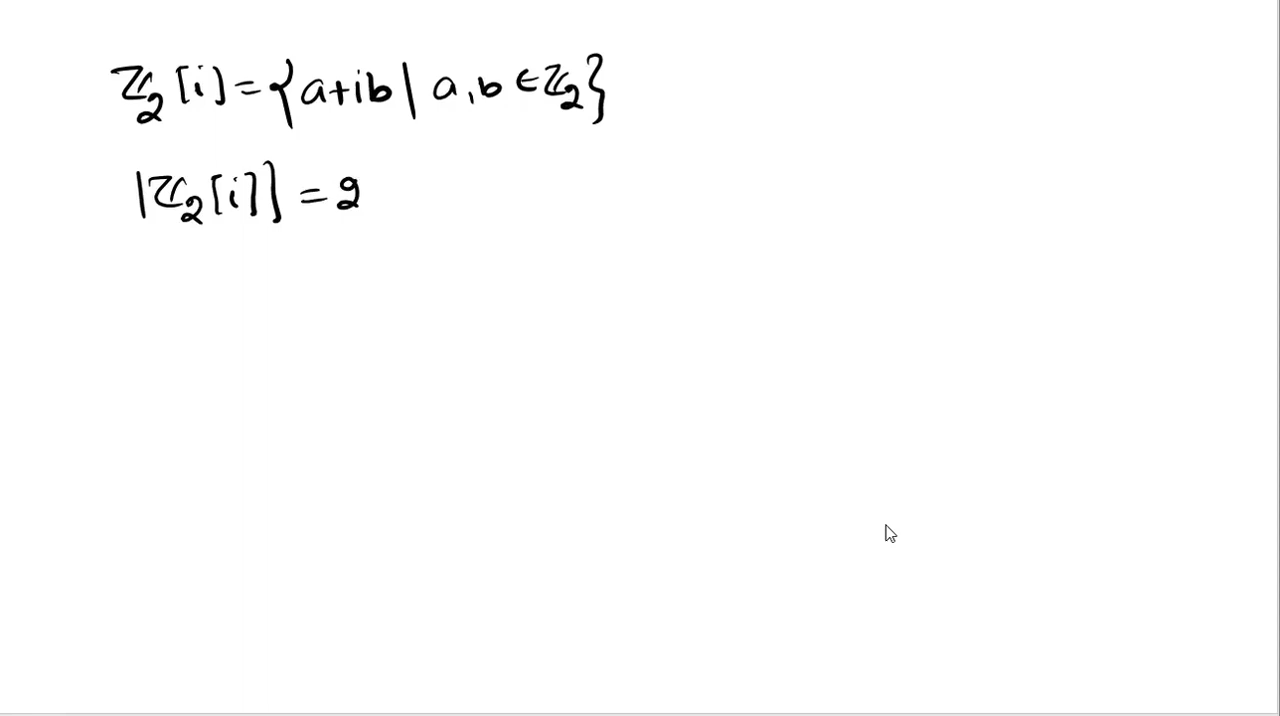 ℤ₂[i] = {a+ib | a, b ∈ ℤ₂}
|ℤ₂[i]| = 2